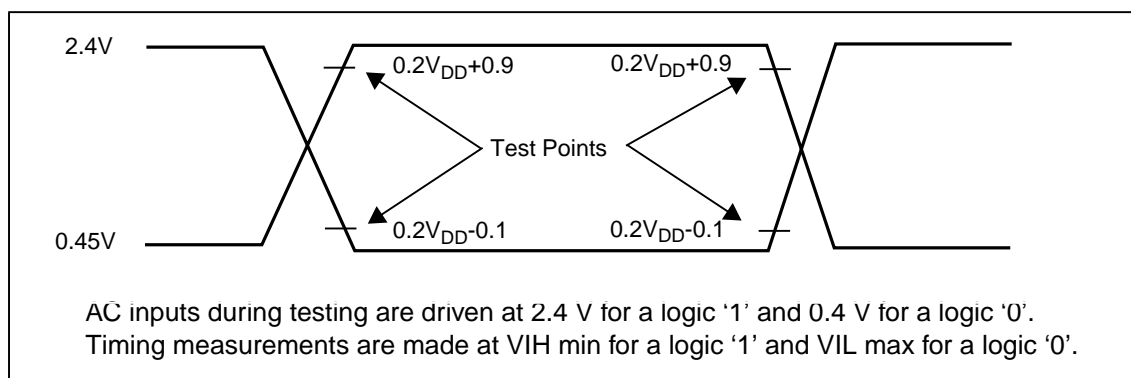 2.4V
0.2VDD+0.9 0.2VDD+0.9
Test Points
0.2VDD-0.1 0.2VDD-0.1
0.45V
AC inputs during testing are driven at 2.4 V for a logic ‘1’ and 0.4 V for a logic ‘0’.
Timing measurements are made at VIH min for a logic ‘1’ and VIL max for a logic ‘0’.